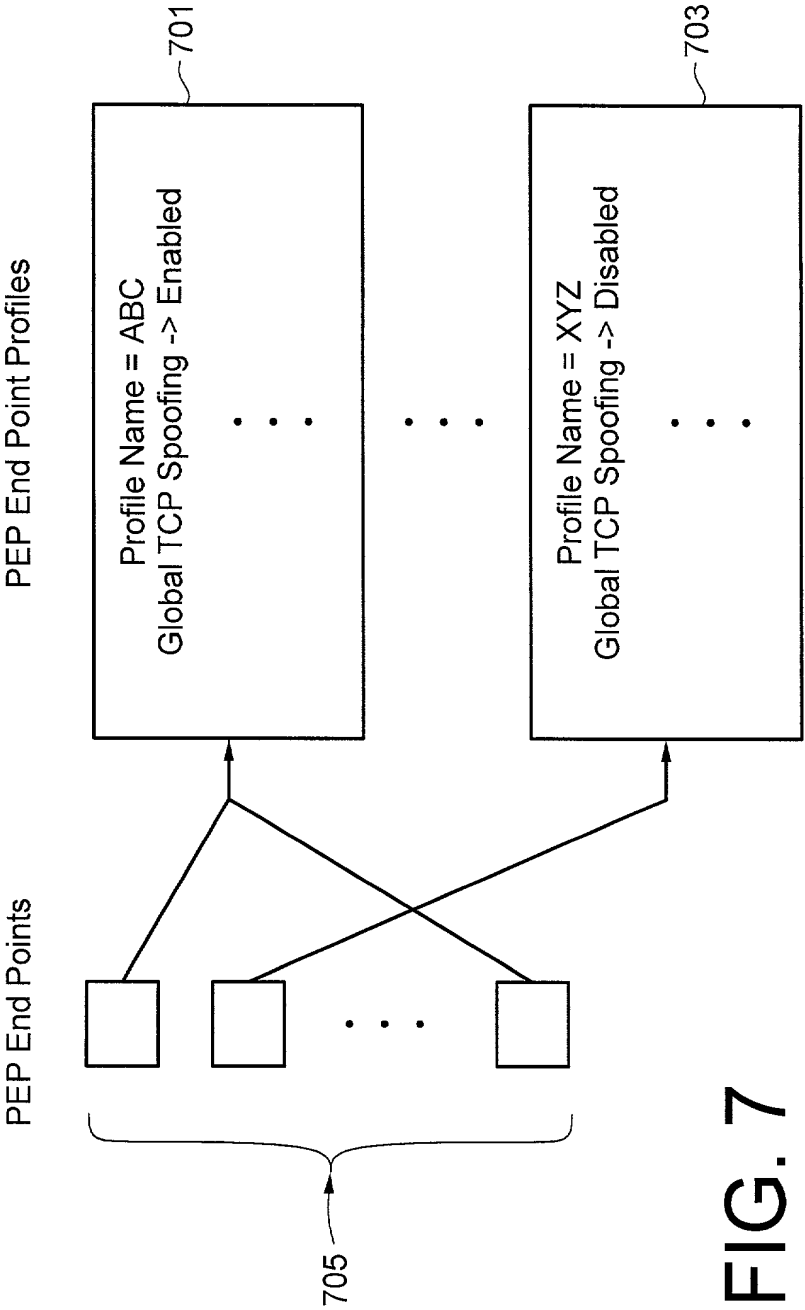 PEP End Points
PEP End Point Profiles
705
Profile Name = ABC
Global TCP Spoofing -> Enabled
701
Profile Name = XYZ
Global TCP Spoofing -> Disabled
703
FIG. 7